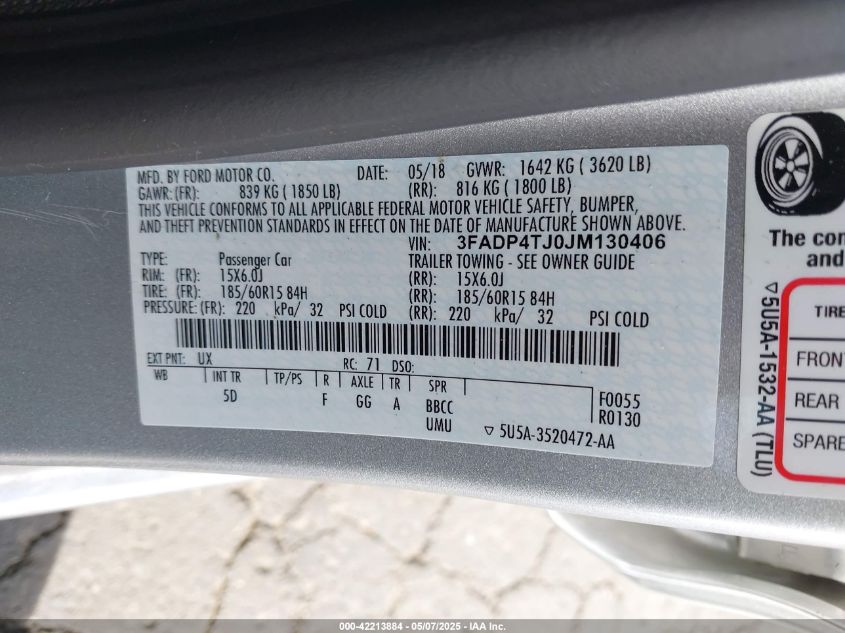 MFD. BY FORD MOTOR CO. DATE: 05/18 GVWR: 1642 KG ( 3620 LB)
GAWR: (FR): 839 KG ( 1850 LB) (RR): 816 KG ( 1800 LB)
THIS VEHICLE CONFORMS TO ALL APPLICABLE FEDERAL MOTOR VEHICLE SAFETY, BUMPER,
AND THEFT PREVENTION STANDARDS IN EFFECT ON THE DATE OF MANUFACTURE SHOWN ABOVE.
VIN: 3FADP4TJ0JM130406
TYPE: Passenger Car TRAILER TOWING - SEE OWNER GUIDE
RIM: (FR): 15X6.0J (RR): 15X6.0J
TIRE: (FR): 185/60R15 84H (RR): 185/60R15 84H
PRESSURE: (FR): 220 kPa/ 32 PSI COLD (RR): 220 kPa/ 32 PSI COLD
EXT PNT: UX RC: 71 DSO:
WB INT TR TP/PS R AXLE TR SPR
5D F GG A BBCC F0055
UMU R0130
▽ 5U5A-3520472-AA
The con
and
▽5U5A-1532-AA (TLU)
TIRE
FRONT
REAR
SPARE
000-42213884 - 05/07/2025 - IAA Inc.